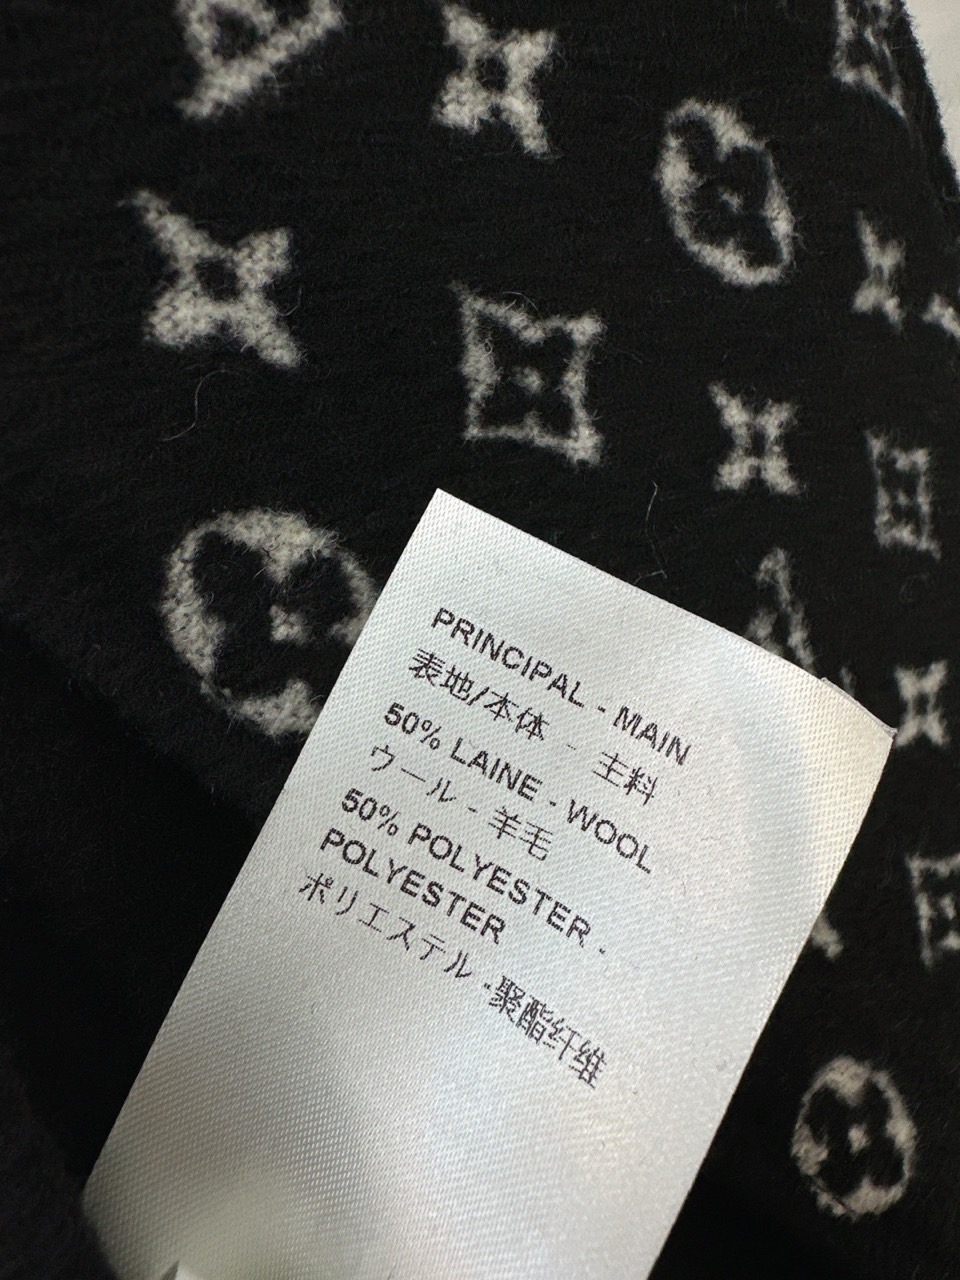 PRINCIPAL - MAIN
表地/本体 - 主料
50% LAINE - WOOL
ウール - 羊毛
50% POLYESTER -
POLYESTER
ポリエステル - 聚酯纤维